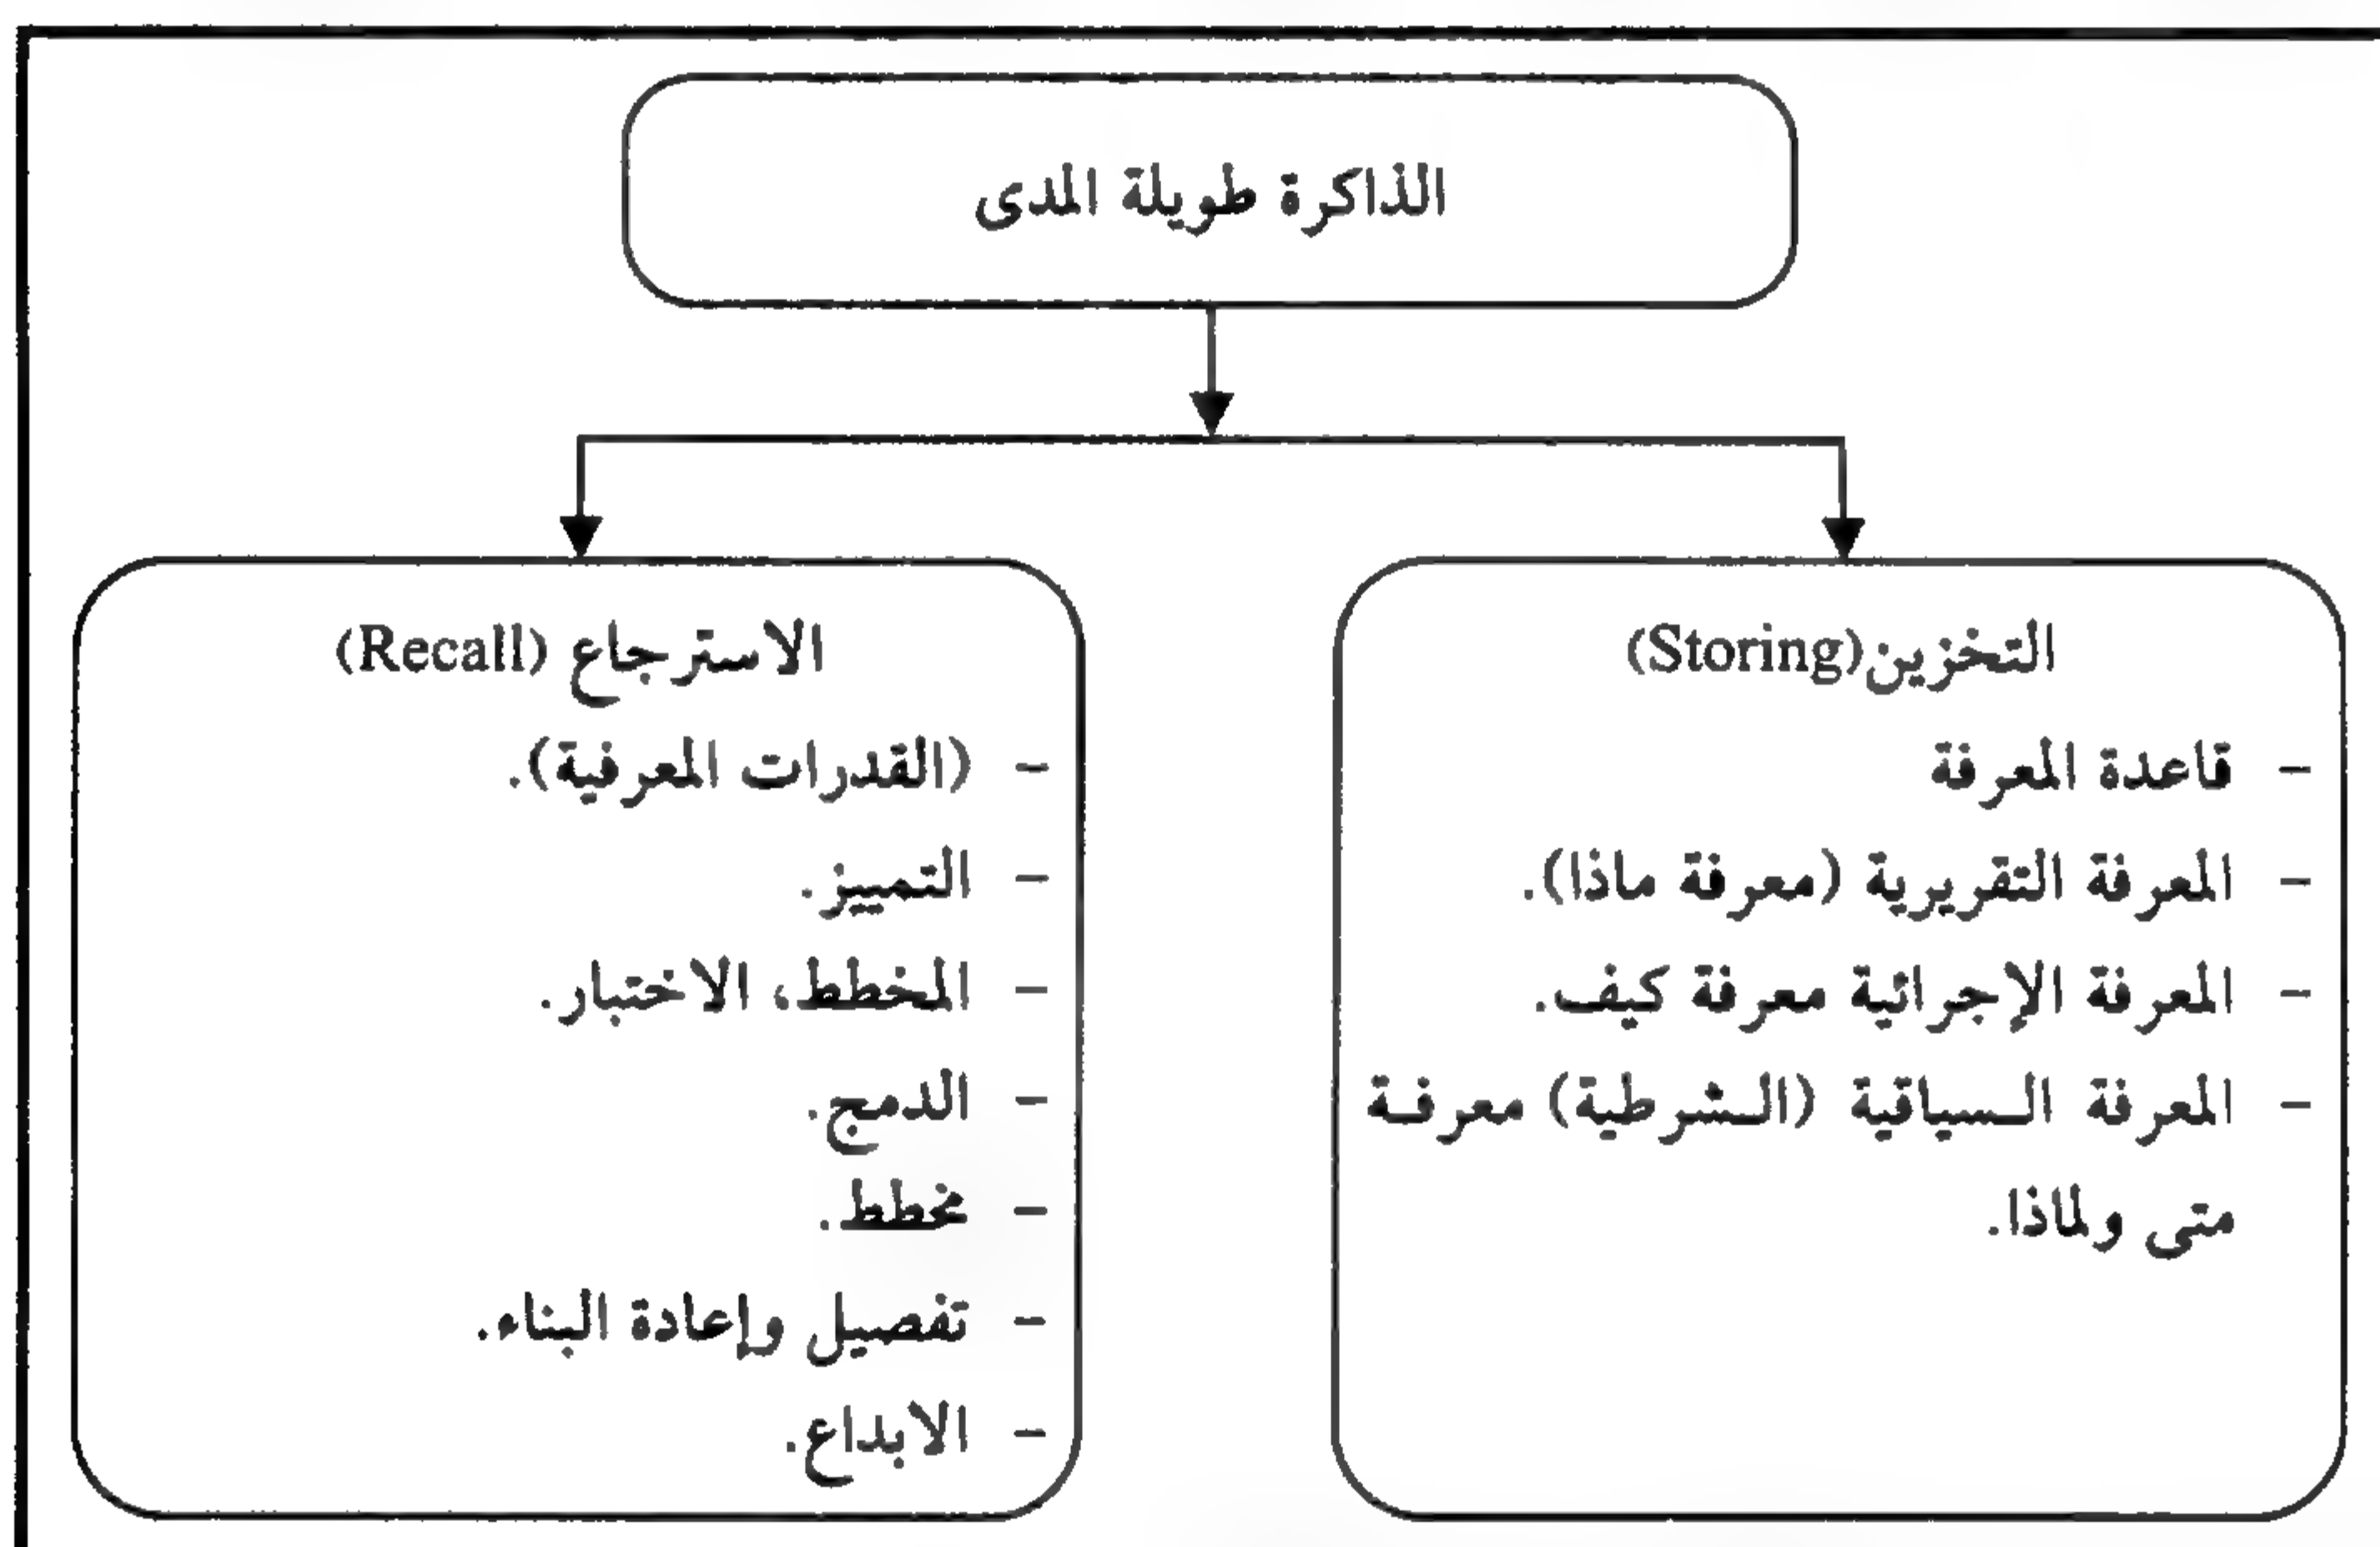 الذاكرة طويلة المدى
التخزين(Storing)
- قاعدة المعرفة
- المعرفة التقريرية (معرفة ماذا).
- المعرفة الإجرائية معرفة كيف.
- المعرفة السياقية (الشرطية) معرفة
متى ولماذا.
الاسترجاع (Recall)
- (القدرات المعرفية).
- التمييز.
- المخطط، الاختبار.
- الدمج.
- مخطط.
- تفصيل وإعادة البناء.
- الابداع.